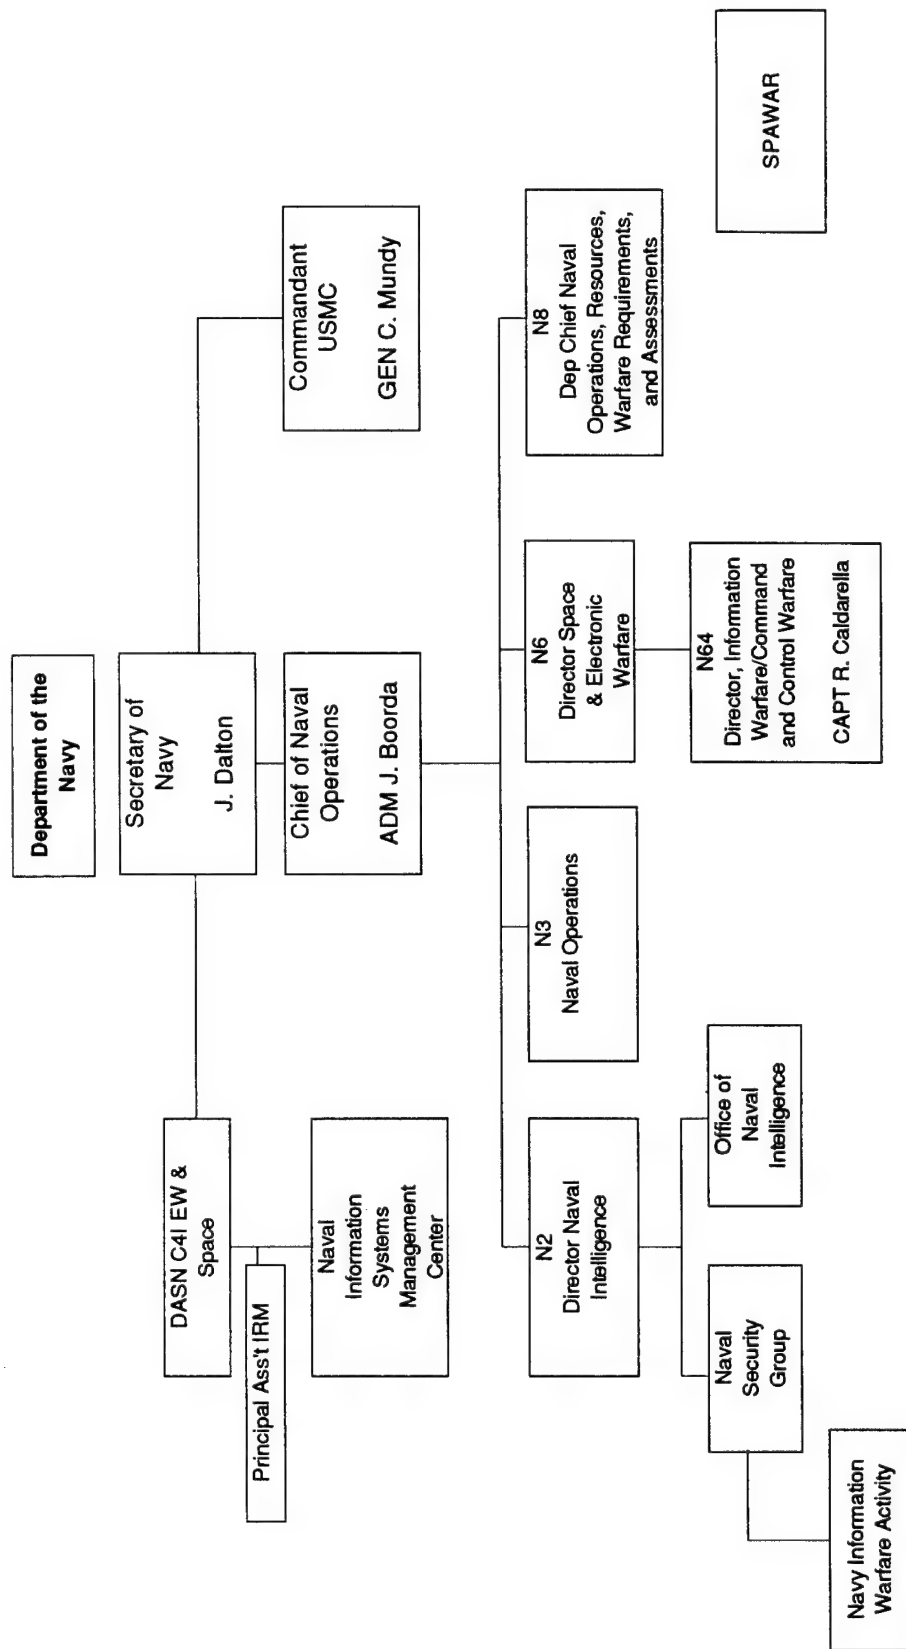 Department of the
Navy
Secretary of
Navy
J. Dalton
DASN C4I EW &
Space
Principal Ass't IRM
Naval
Information
Systems
Management
Center
Chief of Naval
Operations
ADM J. Boorda
Commandant
USMC
GEN C. Mundy
N2
Director Naval
Intelligence
N3
Naval Operations
N6
Director Space
& Electronic
Warfare
N8
Dep Chief Naval
Operations, Resources,
Warfare Requirements,
and Assessments
Naval
Security
Group
Office of
Naval
Intelligence
N64
Director, Information
Warfare/Command
and Control Warfare
CAPT R. Caldarella
SPAWAR
Navy Information
Warfare Activity